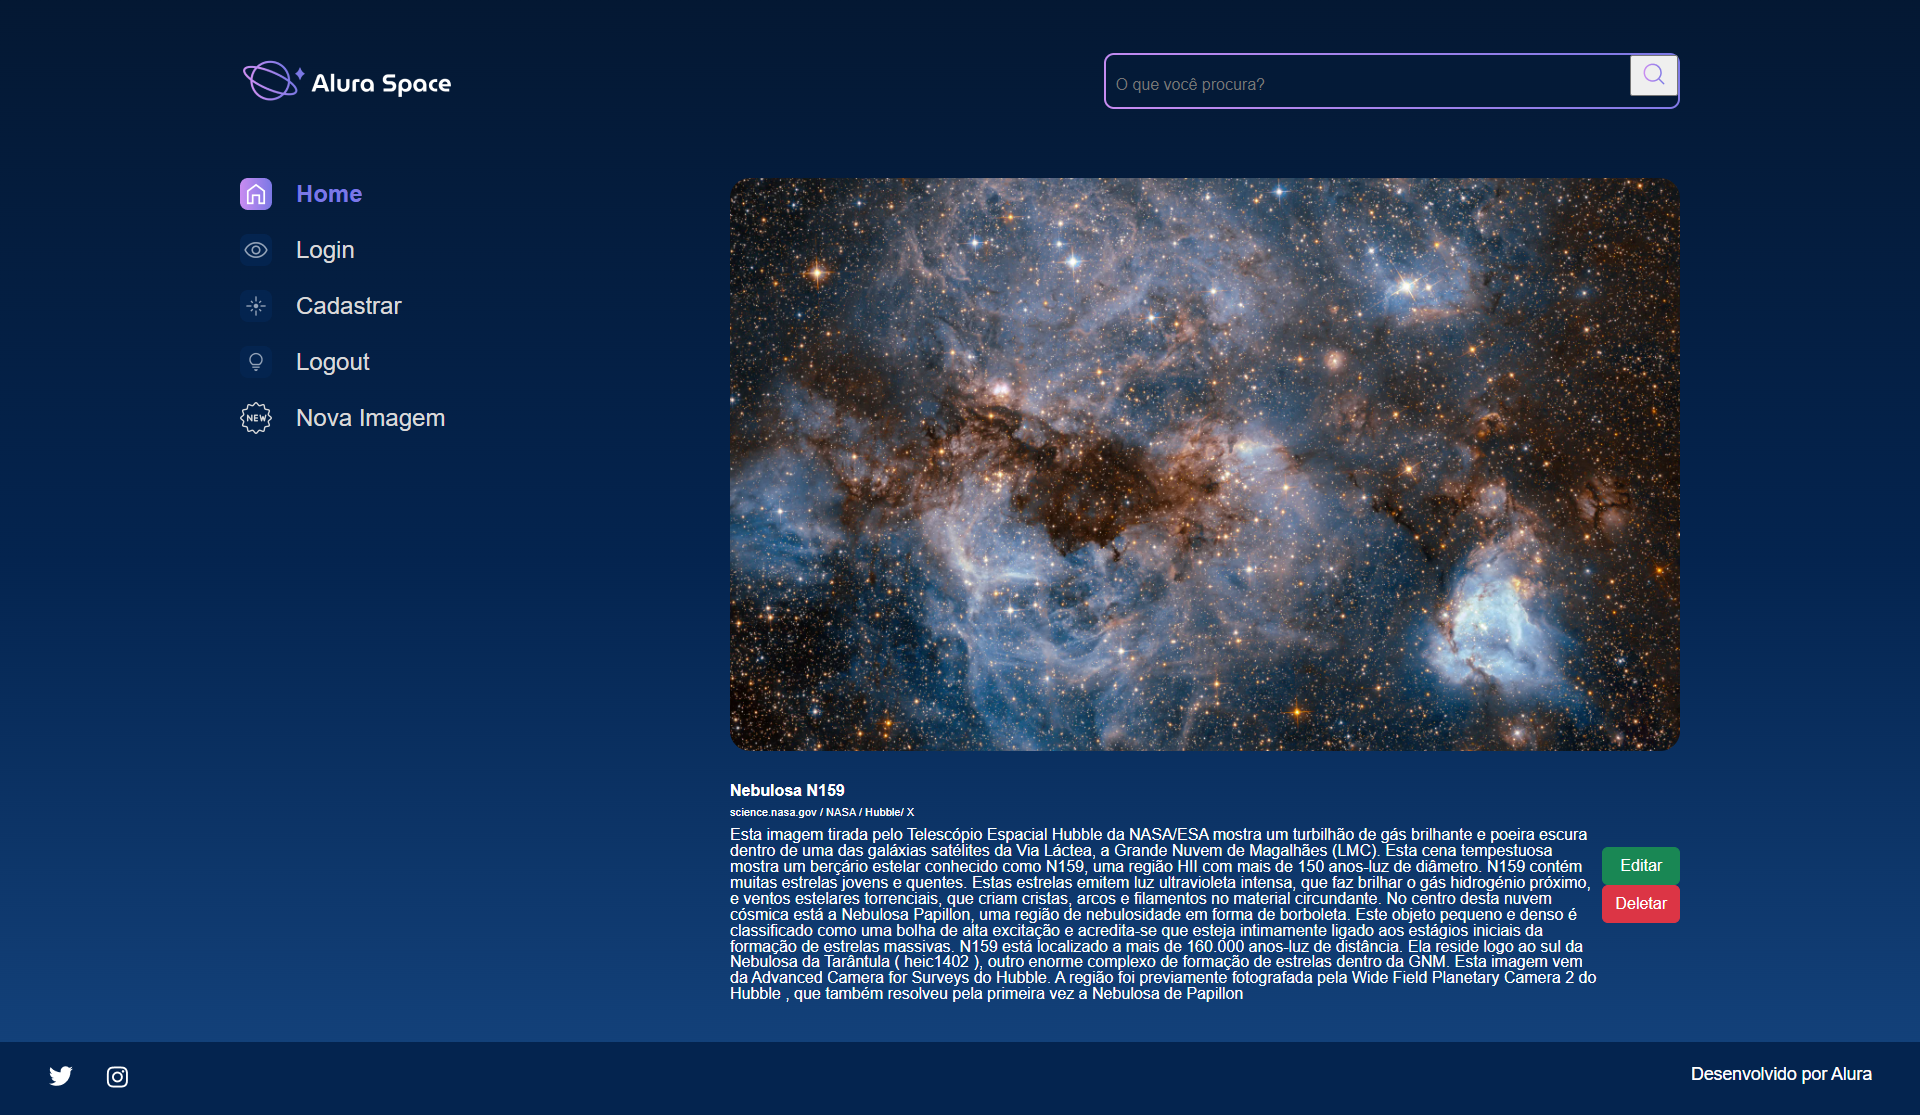 Alura Space
O que você procura?
Home
Login
Cadastrar
Logout
NEW
Nova Imagem
Nebulosa N159
science.nasa.gov / NASA / Hubble/ X
Esta imagem tirada pelo Telescópio Espacial Hubble da NASA/ESA mostra um turbilhão de gás brilhante e poeira escura
dentro de uma das galáxias satélites da Via Láctea, a Grande Nuvem de Magalhães (LMC). Esta cena tempestuosa
mostra um berçário estelar conhecido como N159, uma região HII com mais de 150 anos-luz de diâmetro. N159 contém
muitas estrelas jovens e quentes. Estas estrelas emitem luz ultravioleta intensa, que faz brilhar o gás hidrogénio próximo,
e ventos estelares torrenciais, que criam cristas, arcos e filamentos no material circundante. No centro desta nuvem
cósmica está a Nebulosa Papillon, uma região de nebulosidade em forma de borboleta. Este objeto pequeno e denso é
classificado como uma bolha de alta excitação e acredita-se que esteja intimamente ligado aos estágios iniciais da
formação de estrelas massivas. N159 está localizado a mais de 160.000 anos-luz de distância. Ela reside logo ao sul da
Nebulosa da Tarântula ( heic1402 ), outro enorme complexo de formação de estrelas dentro da GNM. Esta imagem vem
da Advanced Camera for Surveys do Hubble. A região foi previamente fotografada pela Wide Field Planetary Camera 2 do
Hubble , que também resolveu pela primeira vez a Nebulosa de Papillon
Editar
Deletar
Desenvolvido por Alura